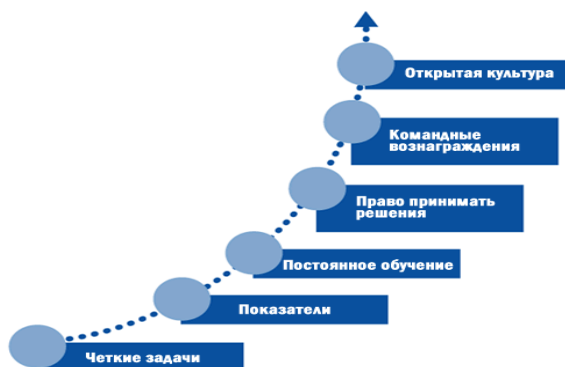 Открытая культура
Командные
вознаграждения
Право принимать
решения
Постоянное обучение
Показатели
Четкие задачи